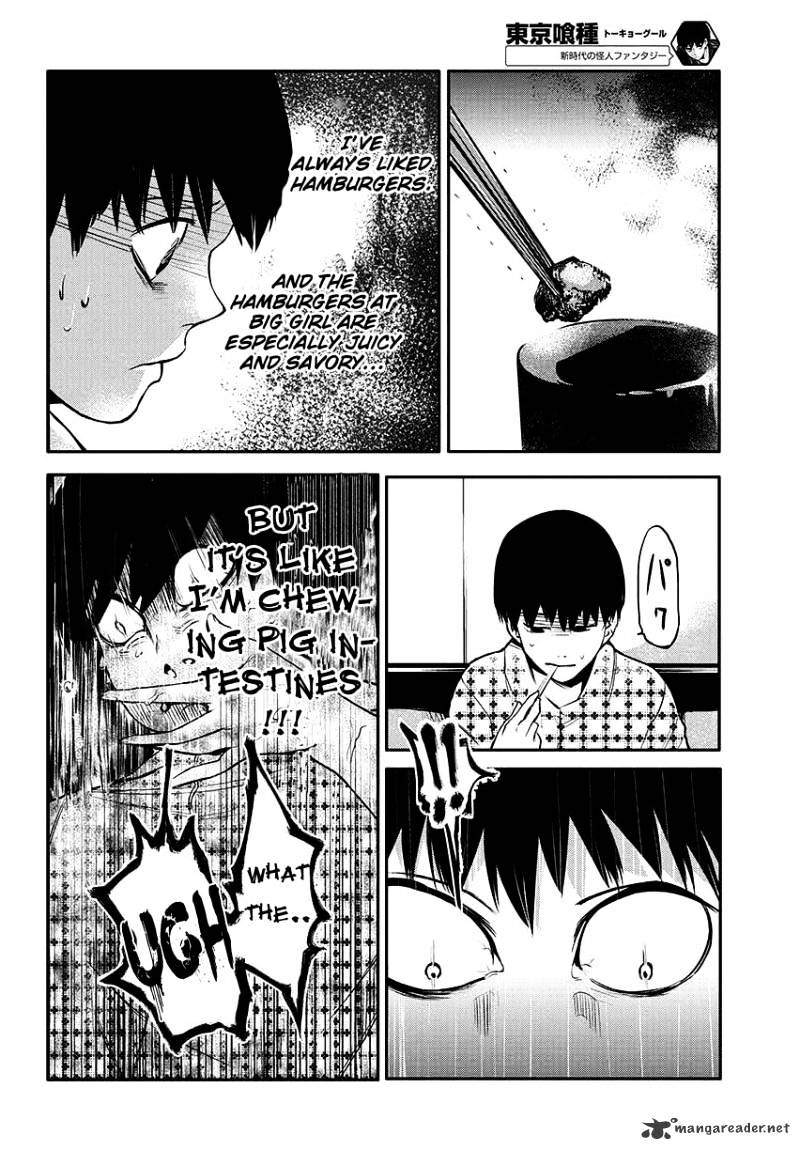 東京喰種 トーキョーグール
新時代の怪人ファンタジー
I'VE
ALWAYS LIKED
HAMBURGERS.
AND THE
HAMBURGERS AT
BIG GIRL ARE
ESPECIALLY JUICY
AND SAVORY...
パク
!!!
BUT
IT'S LIKE
I'M CHEW-
ING PIG IN-
TESTINES
!!!
WHAT
THE..
UGH
mangareader.net